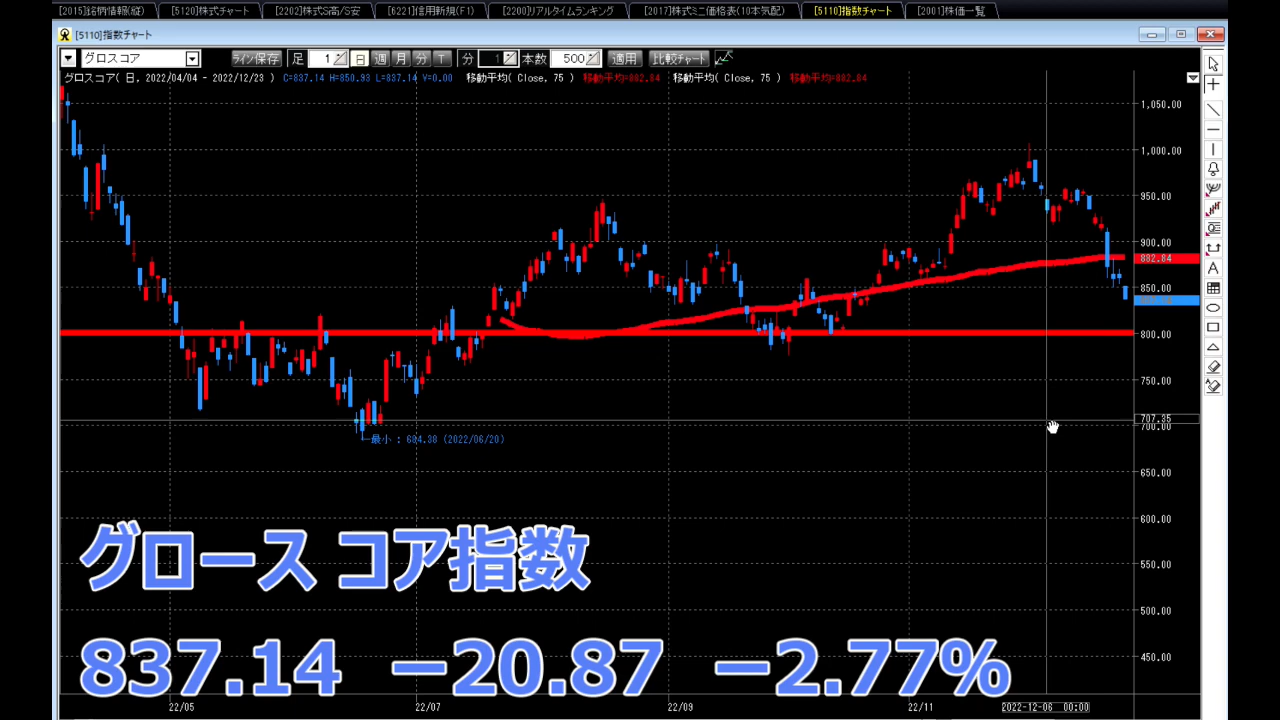 [2015]銘柄情報(縦) [5120]株式チャート [2202]株式S高/S安 [6221]信用新規(F1) [2200]リアルタイムランキング [2017]株式ミニ価格表(10本気配) [5110]指数チャート [2001]株価一覧
[5110]指数チャート
グロスコア ライン保存 足 1 日 週 月 分 T 分 1 本数 500 適用 比較チャート
グロスコア( 日, 2022/04/04 - 2022/12/23 ) C=837.14 H=850.93 L=837.14 V=0.00 移動平均( Close, 75 ) 移動平均=882.84 移動平均( Close, 75 ) 移動平均=882.84
1,050.00
1,000.00
950.00
900.00
882.84
850.00
800.00
750.00
707.35
700.00
←最小 : 684.38 (2022/06/20)
650.00
600.00
550.00
500.00
450.00
グロース コア指数
837.14 －20.87 －2.77%
22/05 22/07 22/09 22/11 2022-12-06 00:00